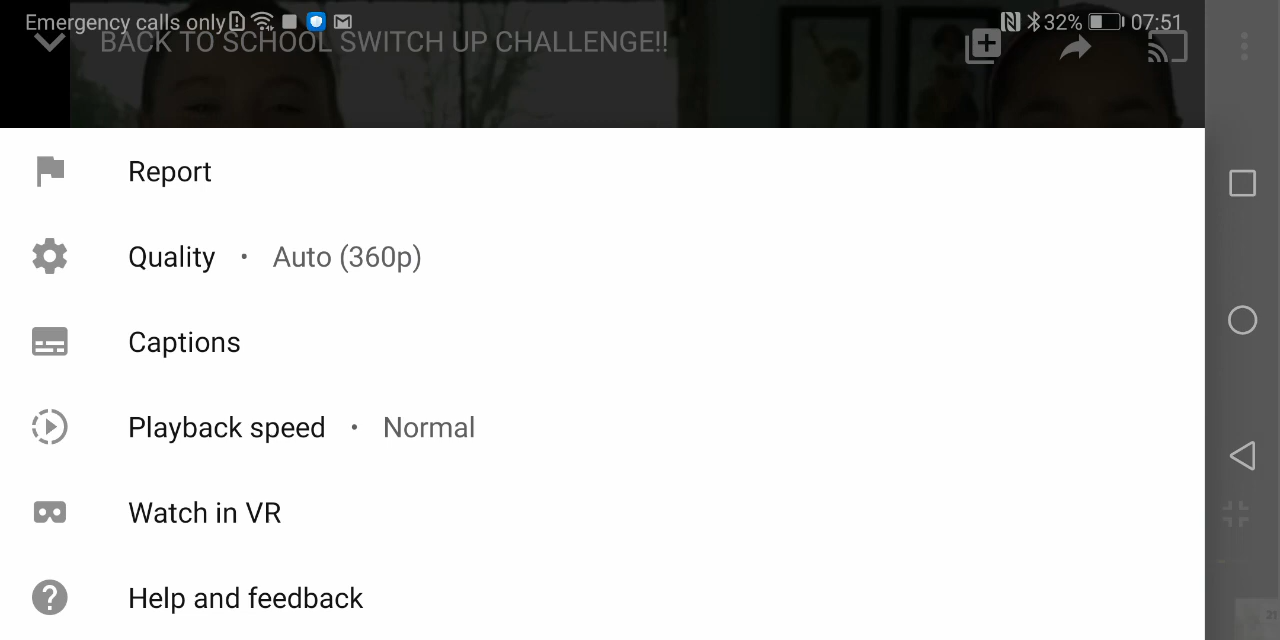 Emergency calls only 32% 07:51
BACK TO SCHOOL SWITCH UP CHALLENGE!!
Report
Quality • Auto (360p)
Captions
Playback speed • Normal
Watch in VR
Help and feedback